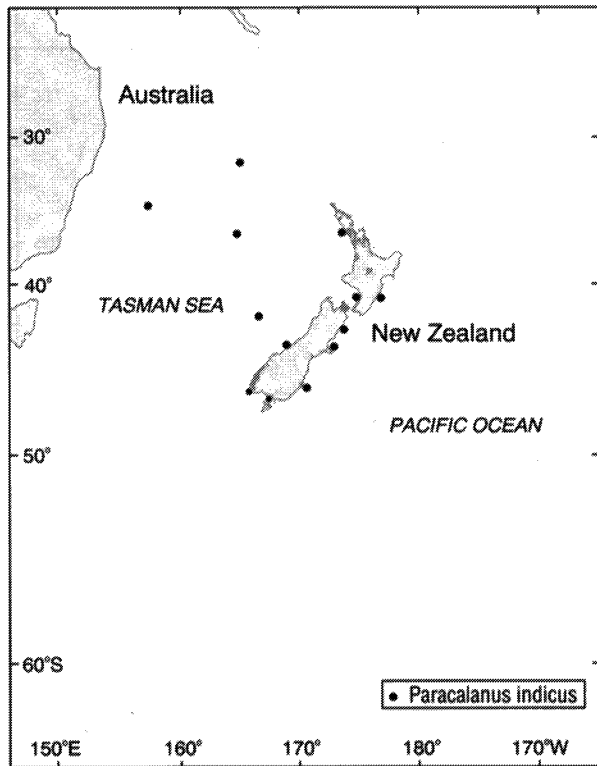 Australia
30°
40°
TASMAN SEA
New Zealand
PACIFIC OCEAN
50°
60°S
• Paracalanus indicus
150°E 160° 170° 180° 170°W